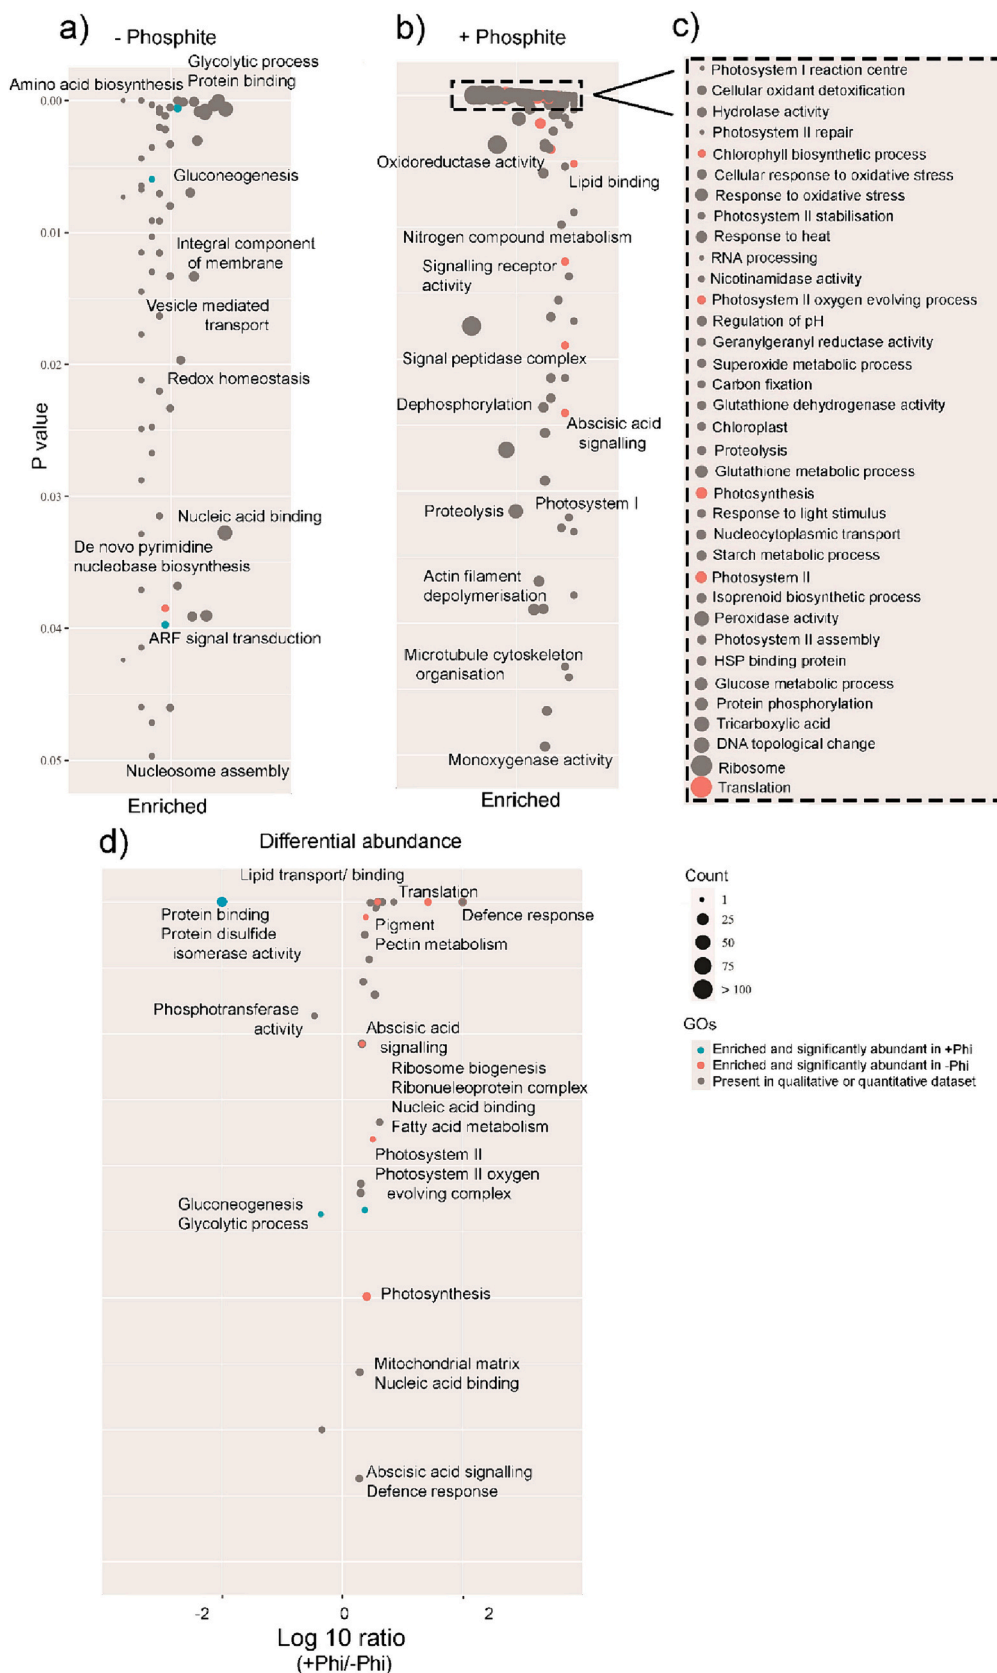 a)
- Phosphite
Glycolytic process
Protein binding
Amino acid biosynthesis
0.00
Gluconeogenesis
0.01
Integral component
of membrane
Vesicle mediated
transport
0.02
Redox homeostasis
P value
0.03
Nucleic acid binding
De novo pyrimidine
nucleobase biosynthesis
0.04
ARF signal transduction
0.05
Nucleosome assembly
Enriched
b)
+ Phosphite
Oxidoreductase activity
Lipid binding
Nitrogen compound metabolism
Signalling receptor
activity
Signal peptidase complex
Dephosphorylation
Abscisic acid
signalling
Proteolysis
Photosystem I
Actin filament
depolymerisation
Microtubule cytoskeleton
organisation
Monoxygenase activity
Enriched
c)
Photosystem I reaction centre
Cellular oxidant detoxification
Hydrolase activity
Photosystem II repair
Chlorophyll biosynthetic process
Cellular response to oxidative stress
Response to oxidative stress
Photosystem II stabilisation
Response to heat
RNA processing
Nicotinamidase activity
Photosystem II oxygen evolving process
Regulation of pH
Geranylgeranyl reductase activity
Superoxide metabolic process
Carbon fixation
Glutathione dehydrogenase activity
Chloroplast
Proteolysis
Glutathione metabolic process
Photosynthesis
Response to light stimulus
Nucleocytoplasmic transport
Starch metabolic process
Photosystem II
Isoprenoid biosynthetic process
Peroxidase activity
Photosystem II assembly
HSP binding protein
Glucose metabolic process
Protein phosphorylation
Tricarboxylic acid
DNA topological change
Ribosome
Translation
d)
Differential abundance
Lipid transport/ binding
Translation
Protein binding
Protein disulfide
isomerase activity
Defence response
Pigment
Pectin metabolism
Phosphotransferase
activity
Abscisic acid
signalling
Ribosome biogenesis
Ribonueleoprotein complex
Nucleic acid binding
Fatty acid metabolism
Photosystem II
Photosystem II oxygen
evolving complex
Gluconeogenesis
Glycolytic process
Photosynthesis
Mitochondrial matrix
Nucleic acid binding
Abscisic acid signalling
Defence response
-2
0
2
Log 10 ratio
(+Phi/-Phi)
Count
1
25
50
75
> 100
GOs
Enriched and significantly abundant in +Phi
Enriched and significantly abundant in -Phi
Present in qualitative or quantitative dataset